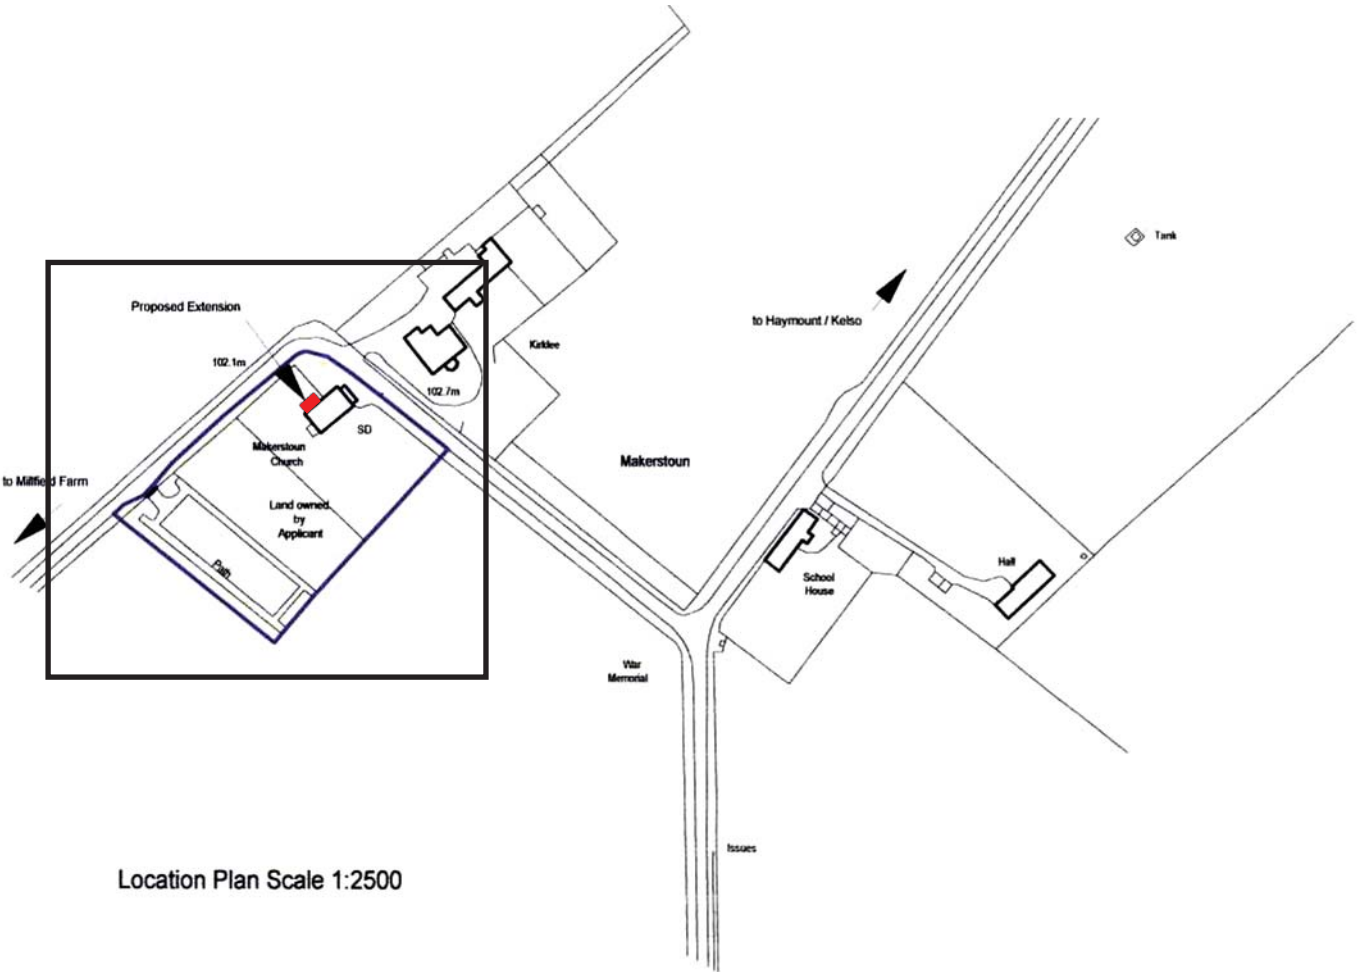 Tank
Proposed Extension
to Haymount / Kelso
Kirklee
102.1m
102.7m
SD
Makerstoun
Church
Makerstoun
to Millfield Farm
Land owned
by
Applicant
Hall
Path
School
House
War
Memorial
Issues
Location Plan Scale 1:2500